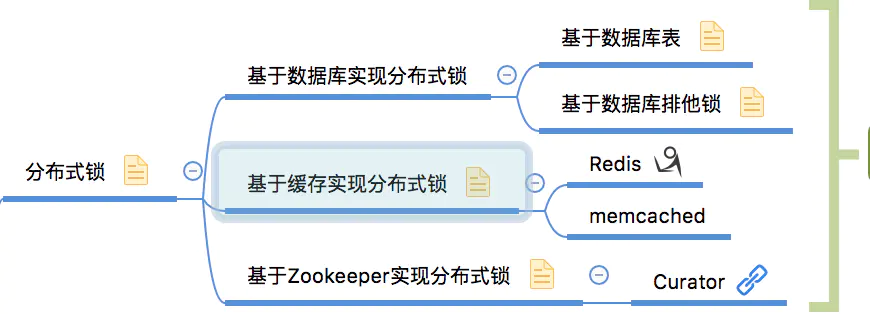 分布式锁
基于数据库实现分布式锁
基于数据库表
基于数据库排他锁
基于缓存实现分布式锁
Redis
memcached
基于Zookeeper实现分布式锁
Curator